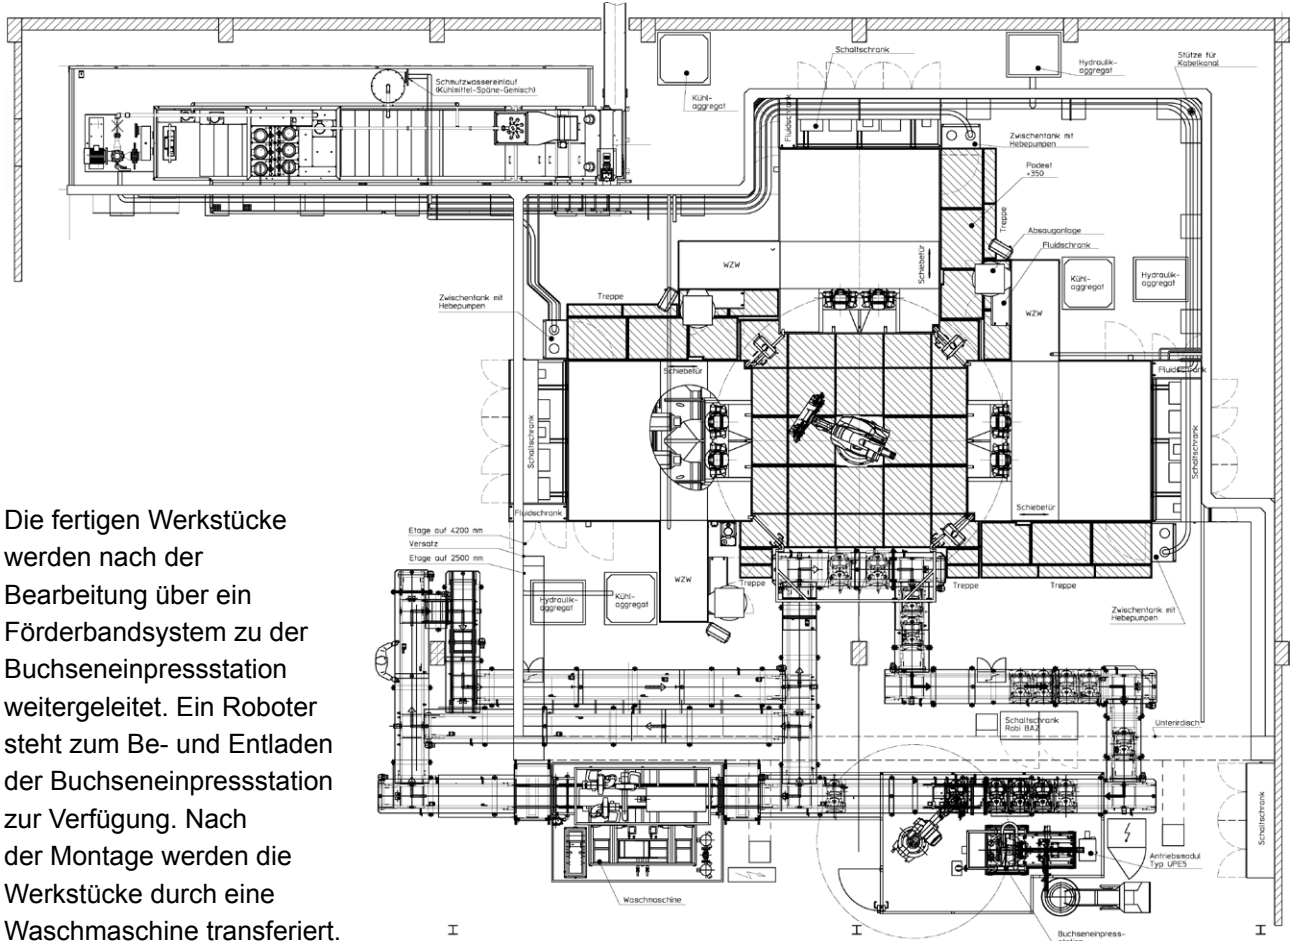 Schaltschrank
Hydraulik-
aggregat
Stütze für
Kabelkanal
Schmutzwassereinlauf
(Kühlmittel-Späne-Gemisch)
Kühl-
aggregat
Fluidschrank
Zwischentank mit
Hebepumpen
Podest
+350
Treppe
Absauganlage
Fluidschrank
WZW
Schiebetür
Kühl-
aggregat
Hydraulik-
aggregat
Zwischentank mit
Hebepumpen
Treppe
WZW
Schiebetür
Fluidschrank
Schaltschrank
Schaltschrank
Fluidschrank
Schiebetür
Etage auf 4200 mm
Versatz
Etage auf 2500 mm
WZW
Hydraulik-
aggregat
Kühl-
aggregat
Treppe
Treppe
Treppe
Zwischentank mit
Hebepumpen
Schaltschrank
Robi BAZ
Unterirdisch
Schaltschrank
Antriebsmodul
Typ UPE5
Waschmaschine
Buchseneinpress-
station
Die fertigen Werkstücke
werden nach der
Bearbeitung über ein
Förderbandsystem zu der
Buchseneinpressstation
weitergeleitet. Ein Roboter
steht zum Be- und Entladen
der Buchseneinpressstation
zur Verfügung. Nach
der Montage werden die
Werkstücke durch eine
Waschmaschine transferiert.